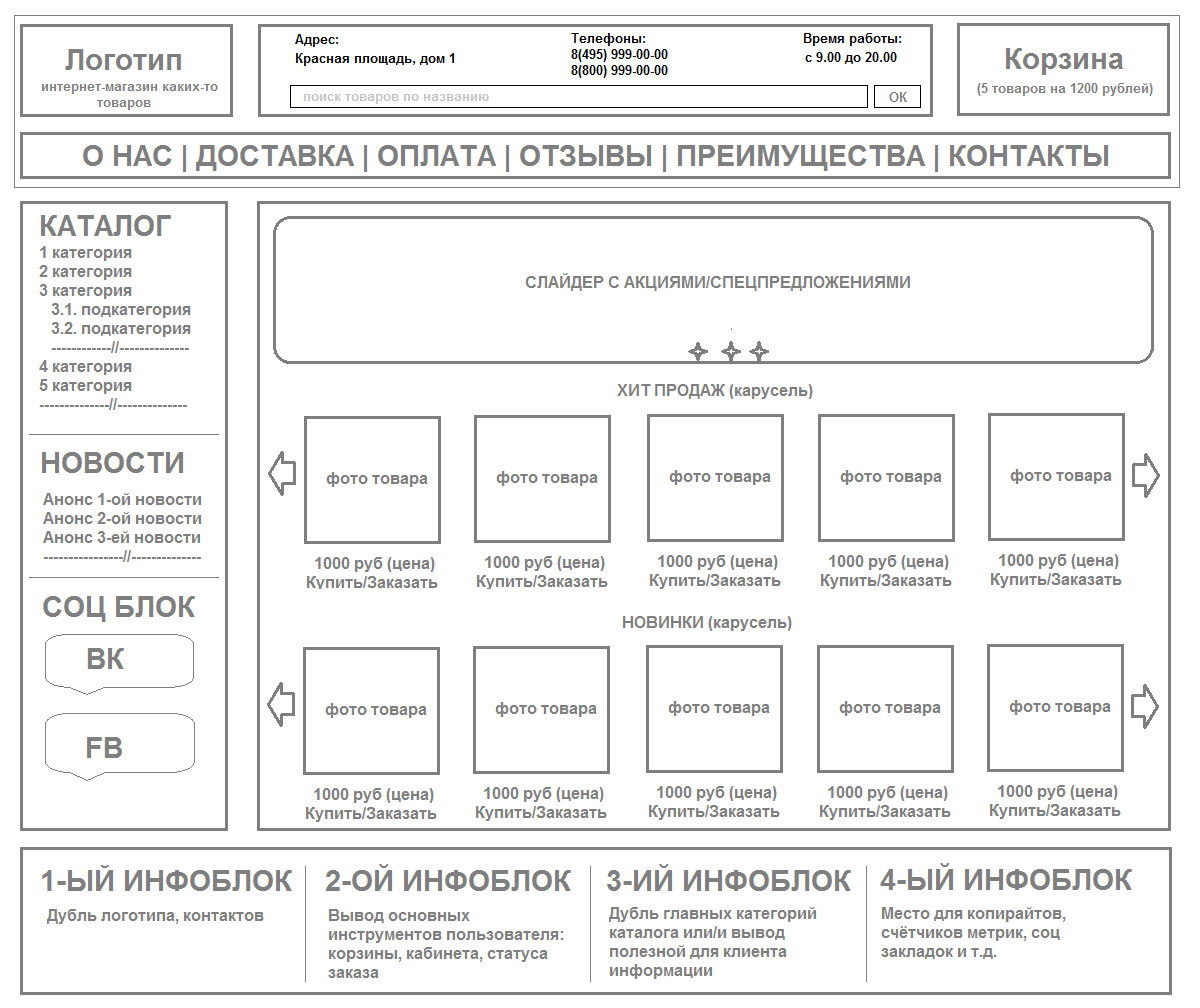 Логотип
интернет-магазин каких-то
товаров
Адрес:
Красная площадь, дом 1
Телефоны:
8(495) 999-00-00
8(800) 999-00-00
Время работы:
с 9.00 до 20.00
поиск товаров по названию
ОК
Корзина
(5 товаров на 1200 рублей)
О НАС | ДОСТАВКА | ОПЛАТА | ОТЗЫВЫ | ПРЕИМУЩЕСТВА | КОНТАКТЫ
КАТАЛОГ
1 категория
2 категория
3 категория
3.1. подкатегория
3.2. подкатегория
------------//--------------
4 категория
5 категория
--------------//--------------
НОВОСТИ
Анонс 1-ой новости
Анонс 2-ой новости
Анонс 3-ей новости
----------------//--------------
СОЦ БЛОК
ВК
FB
СЛАЙДЕР С АКЦИЯМИ/СПЕЦПРЕДЛОЖЕНИЯМИ
ХИТ ПРОДАЖ (карусель)
фото товара фото товара фото товара фото товара фото товара
1000 руб (цена) 1000 руб (цена) 1000 руб (цена) 1000 руб (цена) 1000 руб (цена)
Купить/Заказать Купить/Заказать Купить/Заказать Купить/Заказать Купить/Заказать
НОВИНКИ (карусель)
фото товара фото товара фото товара фото товара фото товара
1000 руб (цена) 1000 руб (цена) 1000 руб (цена) 1000 руб (цена) 1000 руб (цена)
Купить/Заказать Купить/Заказать Купить/Заказать Купить/Заказать Купить/Заказать
1-ЫЙ ИНФОБЛОК
Дубль логотипа, контактов
2-ОЙ ИНФОБЛОК
Вывод основных
инструментов пользователя:
корзины, кабинета, статуса
заказа
3-ИЙ ИНФОБЛОК
Дубль главных категорий
каталога или/и вывод
полезной для клиента
информации
4-ЫЙ ИНФОБЛОК
Место для копирайтов,
счётчиков метрик, соц
закладок и т.д.